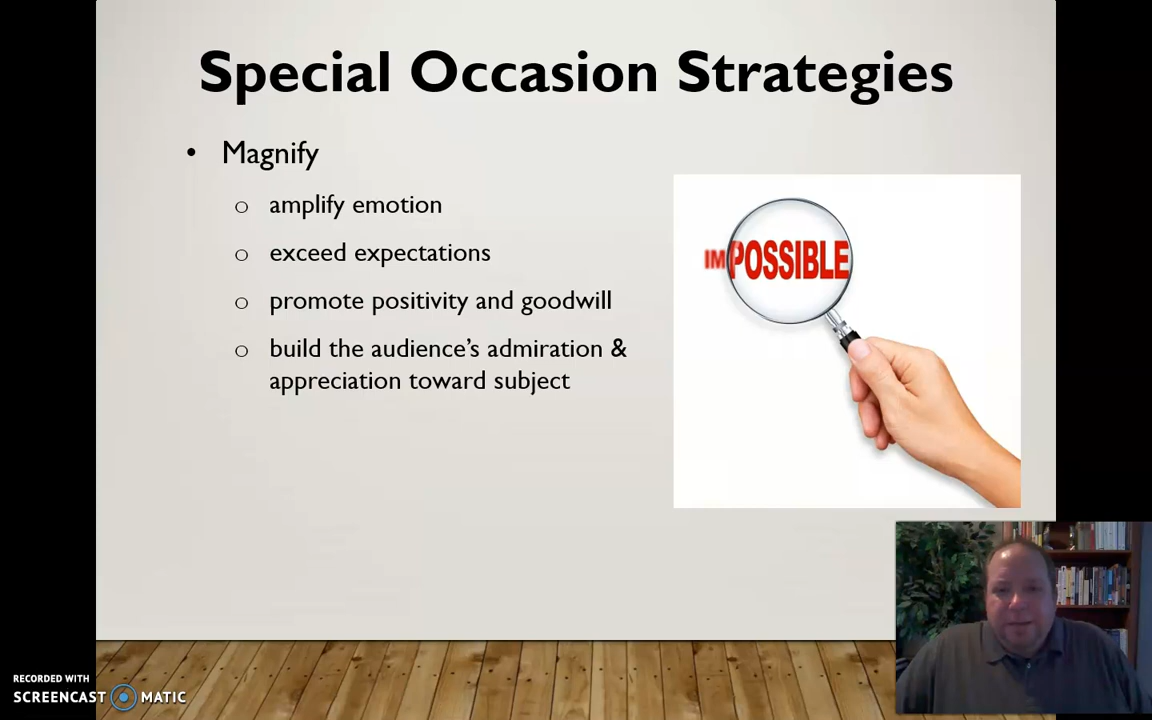 Special Occasion Strategies
• Magnify
o amplify emotion
o exceed expectations
o promote positivity and goodwill
o build the audience's admiration &
appreciation toward subject
IMPOSSIBLE
RECORDED WITH
SCREENCAST MATIC